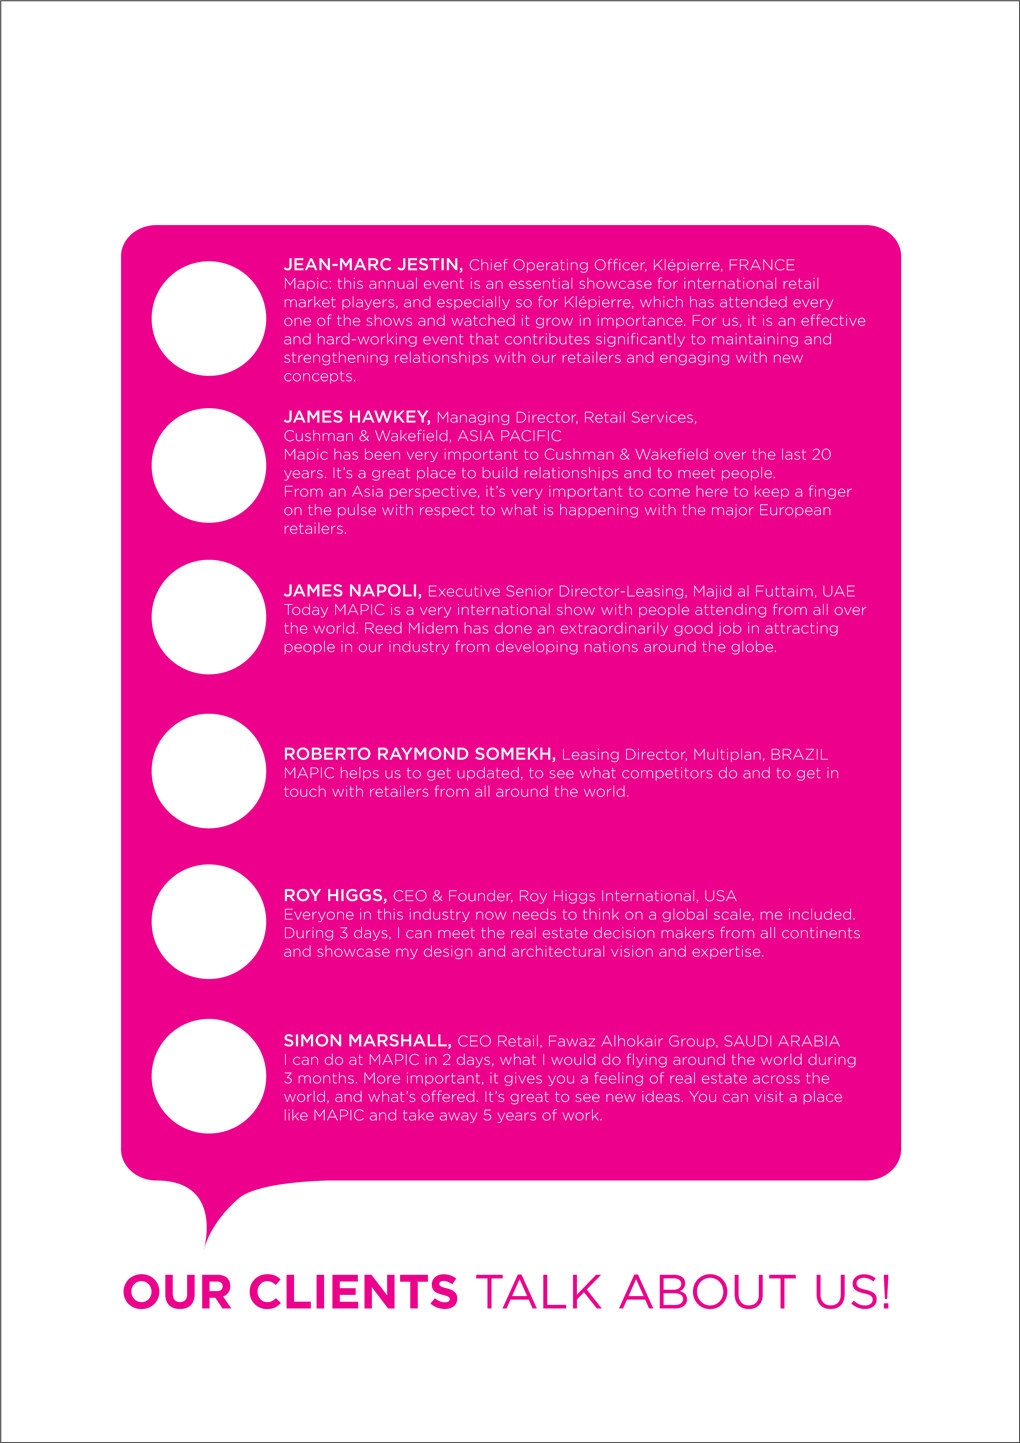 JEAN-MARC JESTIN, Chief Operating Officer, Klépierre, FRANCE
Mapic: this annual event is an essential showcase for international retail
market players, and especially so for Klépierre, which has attended every
one of the shows and watched it grow in importance. For us, it is an effective
and hard-working event that contributes significantly to maintaining and
strengthening relationships with our retailers and engaging with new
concepts.
JAMES HAWKEY, Managing Director, Retail Services,
Cushman & Wakefield, ASIA PACIFIC
Mapic has been very important to Cushman & Wakefield over the last 20
years. It's a great place to build relationships and to meet people.
From an Asia perspective, it's very important to come here to keep a finger
on the pulse with respect to what is happening with the major European
retailers.
JAMES NAPOLI, Executive Senior Director-Leasing, Majid al Futtaim, UAE
Today MAPIC is a very international show with people attending from all over
the world. Reed Midem has done an extraordinarily good job in attracting
people in our industry from developing nations around the globe.
ROBERTO RAYMOND SOMEKH, Leasing Director, Multiplan, BRAZIL
MAPIC helps us to get updated, to see what competitors do and to get in
touch with retailers from all around the world.
ROY HIGGS, CEO & Founder, Roy Higgs International, USA
Everyone in this industry now needs to think on a global scale, me included.
During 3 days, I can meet the real estate decision makers from all continents
and showcase my design and architectural vision and expertise.
SIMON MARSHALL, CEO Retail, Fawaz Alhokair Group, SAUDI ARABIA
I can do at MAPIC in 2 days, what I would do flying around the world during
3 months. More important, it gives you a feeling of real estate across the
world, and what's offered. It's great to see new ideas. You can visit a place
like MAPIC and take away 5 years of work.
OUR CLIENTS TALK ABOUT US!